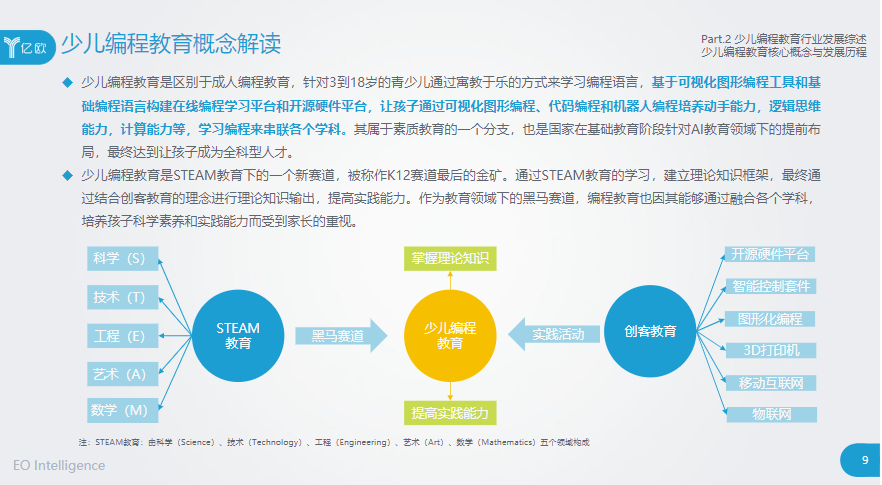 亿欧
少儿编程教育概念解读
Part.2 少儿编程教育行业发展综述
少儿编程教育核心概念与发展历程
少儿编程教育是区别于成人编程教育，针对3到18岁的青少儿通过寓教于乐的方式来学习编程语言，基于可视化图形编程工具和基
础编程语言构建在线编程学习平台和开源硬件平台，让孩子通过可视化图形编程、代码编程和机器人编程培养动手能力，逻辑思维
能力，计算能力等，学习编程来串联各个学科。其属于素质教育的一个分支，也是国家在基础教育阶段针对AI教育领域下的提前布
局，最终达到让孩子成为全科型人才。
少儿编程教育是STEAM教育下的一个新赛道，被称作K12赛道最后的金矿。通过STEAM教育的学习，建立理论知识框架，最终通
过结合创客教育的理念进行理论知识输出，提高实践能力。作为教育领域下的黑马赛道，编程教育也因其能够通过融合各个学科，
培养孩子科学素养和实践能力而受到家长的重视。
科学（S）
技术（T）
工程（E）
艺术（A）
数学（M）
STEAM
教育
黑马赛道
掌握理论知识
少儿编程
教育
提高实践能力
实践活动
创客教育
开源硬件平台
智能控制套件
图形化编程
3D打印机
移动互联网
物联网
注：STEAM教育：由科学（Science）、技术（Technology）、工程（Engineering）、艺术（Art）、数学（Mathematics）五个领域构成
EO Intelligence
9